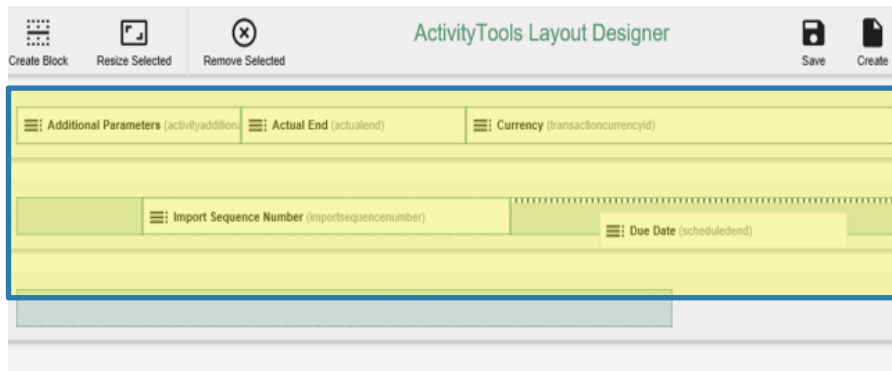 ActivityTools Layout Designer
Create Block Resize Selected Remove Selected Save Create
Additional Parameters (activityadditiona Actual End (actualend) Currency (transactioncurrencyid)
Import Sequence Number (importsequencenumber)
Due Date (scheduledend)